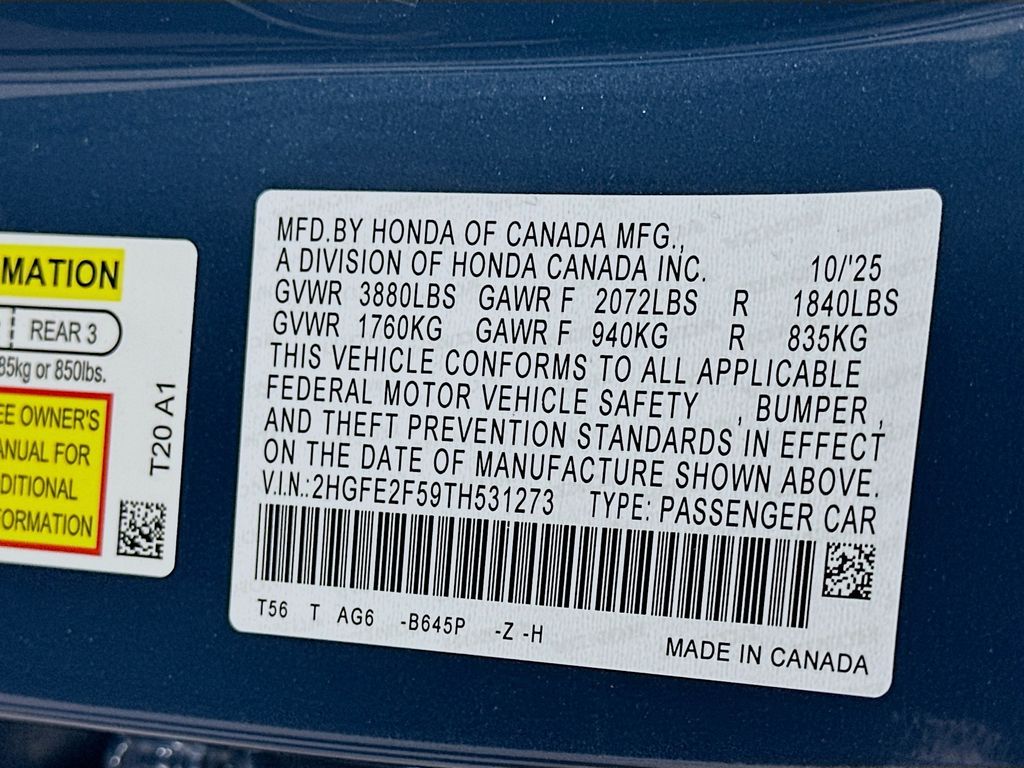 MATION
REAR 3
85kg or 850lbs.
EE OWNER'S
ANUAL FOR
DITIONAL
FORMATION
T20 A1
MFD.BY HONDA OF CANADA MFG.,
A DIVISION OF HONDA CANADA INC. 10/'25
GVWR 3880LBS GAWR F 2072LBS R 1840LBS
GVWR 1760KG GAWR F 940KG R 835KG
THIS VEHICLE CONFORMS TO ALL APPLICABLE
FEDERAL MOTOR VEHICLE SAFETY , BUMPER ,
AND THEFT PREVENTION STANDARDS IN EFFECT
ON THE DATE OF MANUFACTURE SHOWN ABOVE.
V.I.N.:2HGFE2F59TH531273 TYPE: PASSENGER CAR
T56 T AG6 -B645P -Z -H
MADE IN CANADA